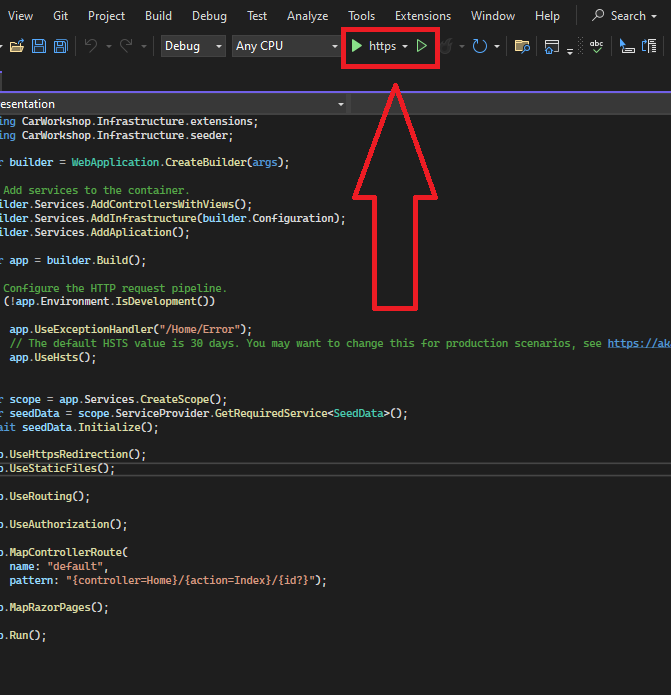 View Git Project Build Debug Test Analyze Tools Extensions Window Help Search
Debug Any CPU https abc
esentation
ng CarWorkshop.Infrastructure.extensions;
ng CarWorkshop.Infrastructure.seeder;
r builder = WebApplication.CreateBuilder(args);
Add services to the container.
ilder.Services.AddControllersWithViews();
ilder.Services.AddInfrastructure(builder.Configuration);
ilder.Services.AddAplication();
r app = builder.Build();
Configure the HTTP request pipeline.
(!app.Environment.IsDevelopment())
app.UseExceptionHandler("/Home/Error");
// The default HSTS value is 30 days. You may want to change this for production scenarios, see https://ak
app.UseHsts();
r scope = app.Services.CreateScope();
r seedData = scope.ServiceProvider.GetRequiredService<SeedData>();
ait seedData.Initialize();
p.UseHttpsRedirection();
p.UseStaticFiles();
p.UseRouting();
p.UseAuthorization();
p.MapControllerRoute(
name: "default",
pattern: "{controller=Home}/{action=Index}/{id?}");
p.MapRazorPages();
p.Run();